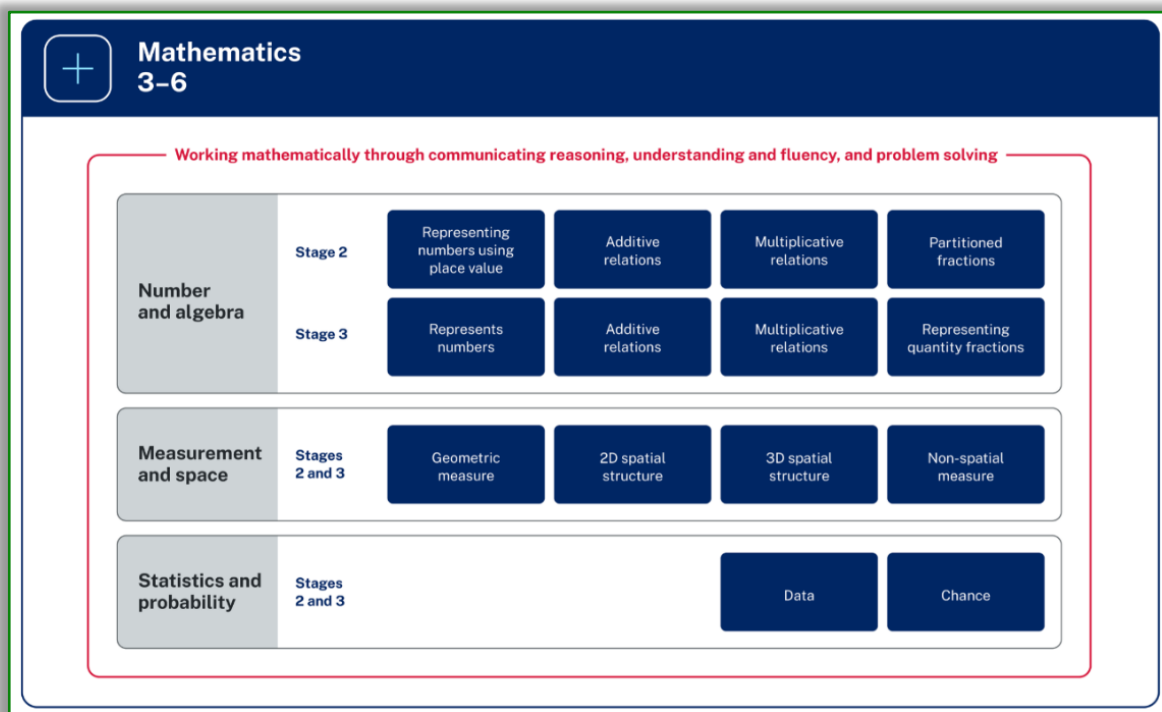 Mathematics
3–6
Working mathematically through communicating reasoning, understanding and fluency, and problem solving
Number
and algebra
Stage 2
Representing
numbers using
place value
Additive
relations
Multiplicative
relations
Partitioned
fractions
Stage 3
Represents
numbers
Additive
relations
Multiplicative
relations
Representing
quantity fractions
Measurement
and space
Stages
2 and 3
Geometric
measure
2D spatial
structure
3D spatial
structure
Non-spatial
measure
Statistics and
probability
Stages
2 and 3
Data
Chance